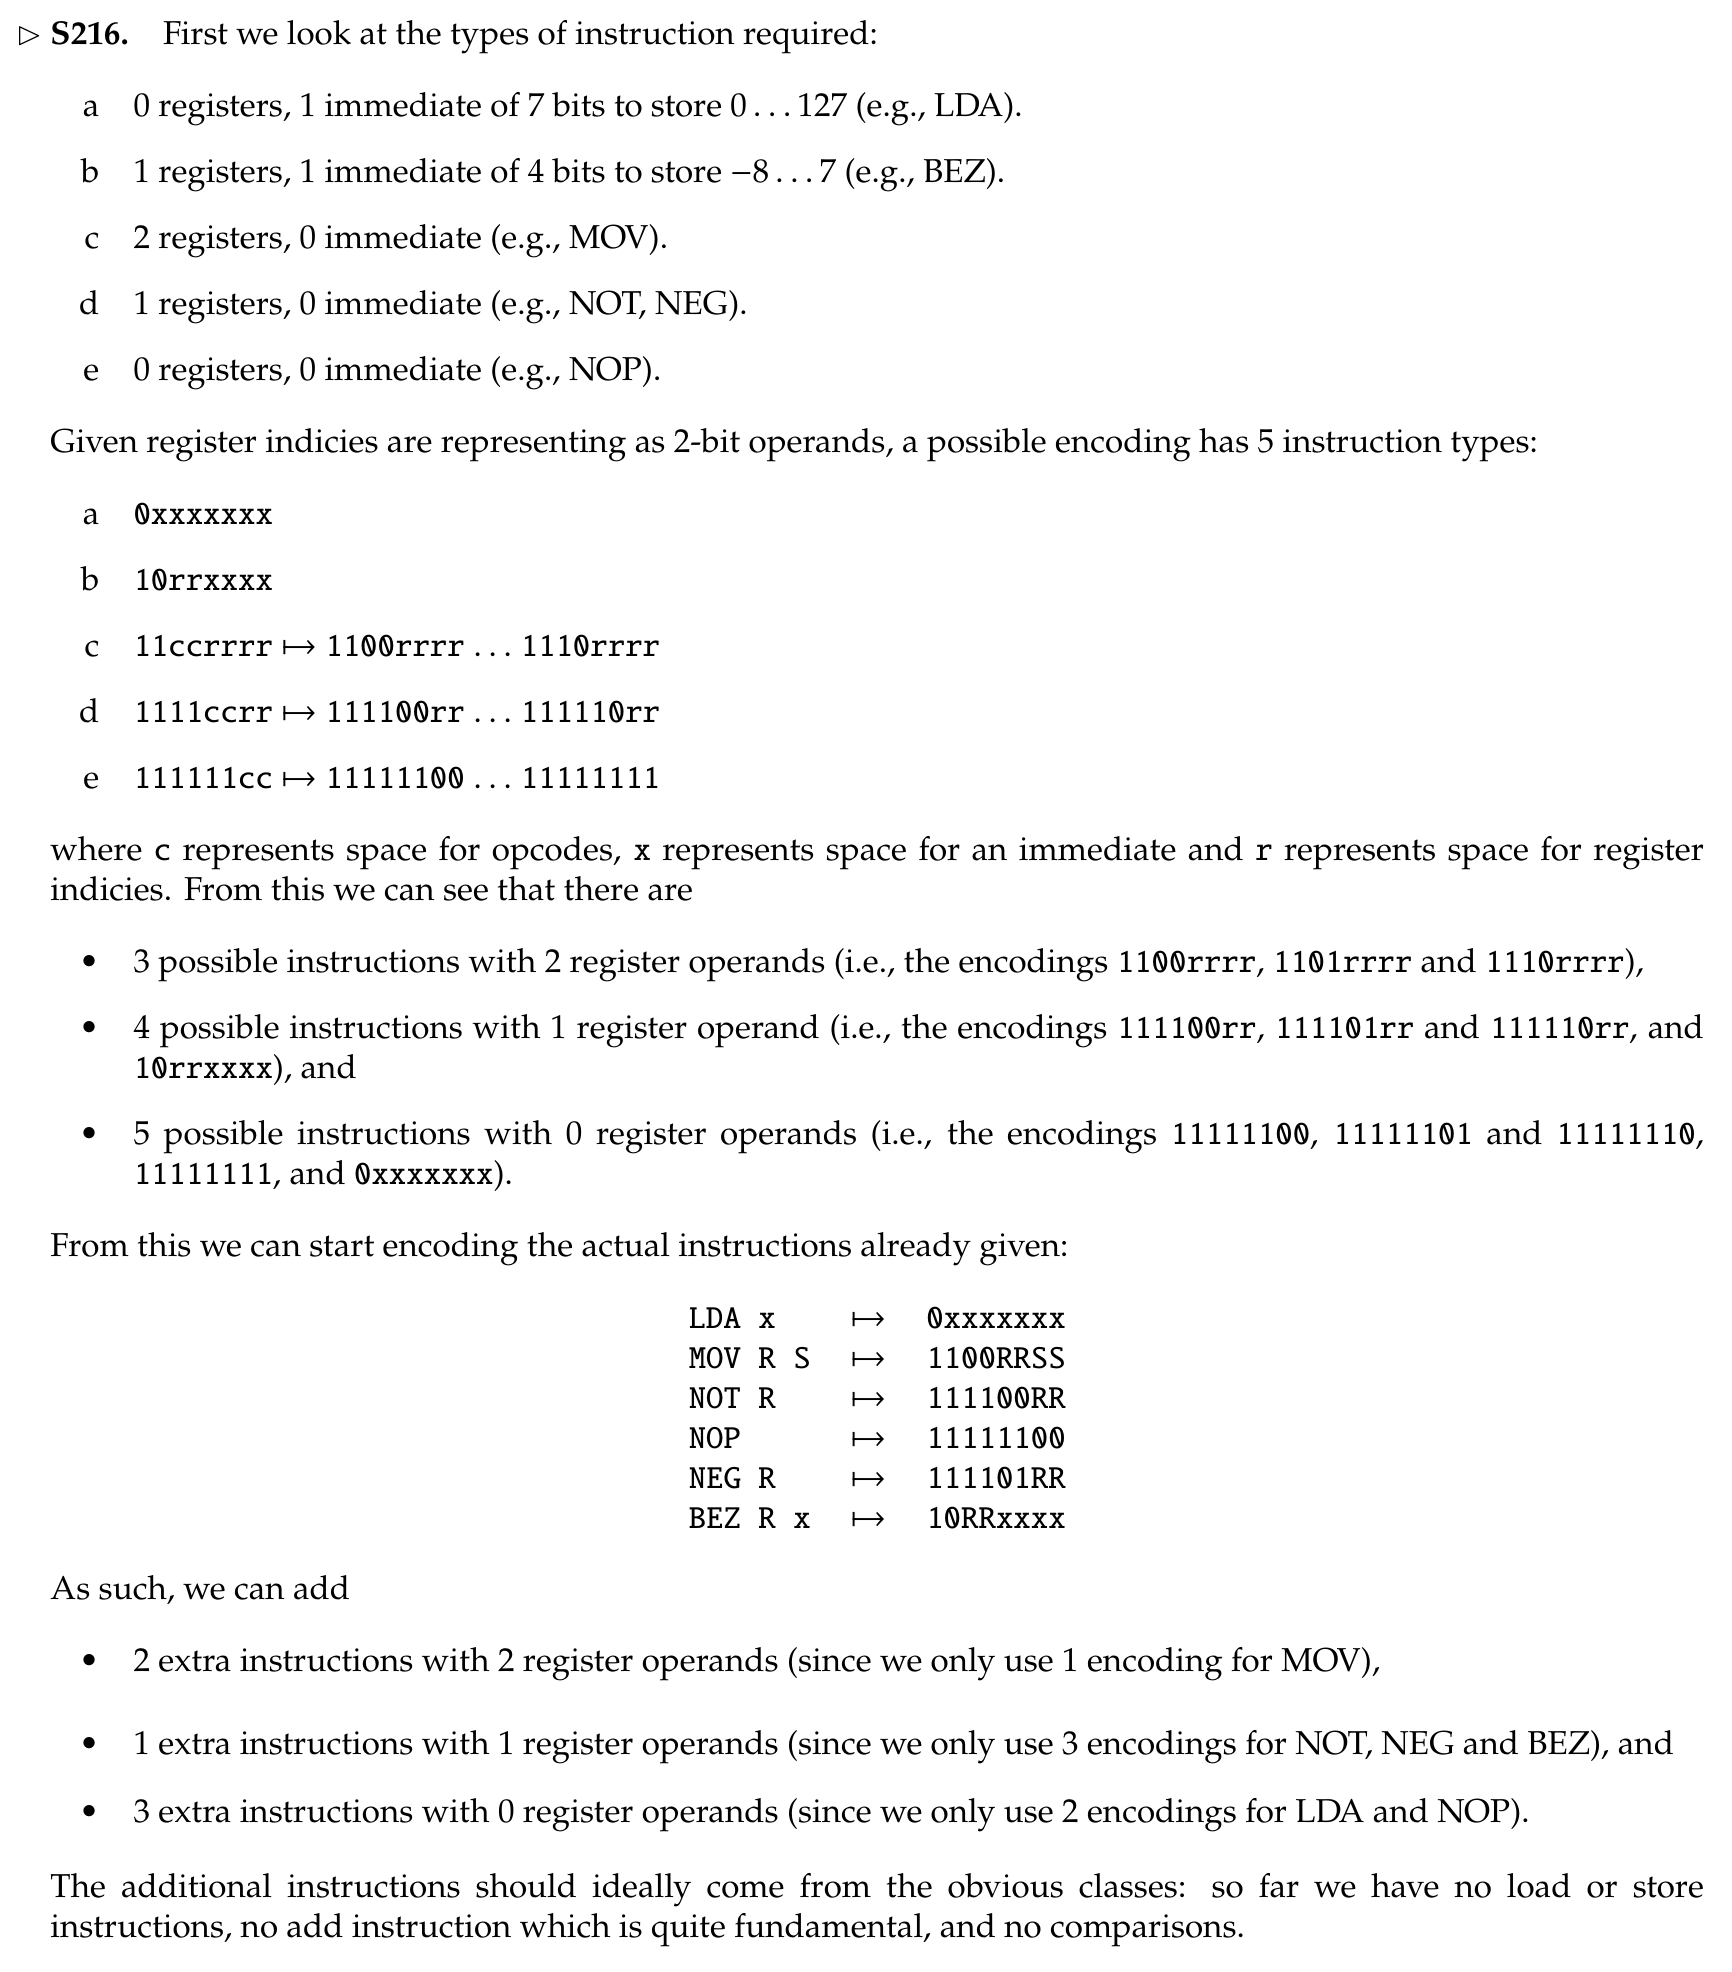 ▷ S216. First we look at the types of instruction required:
a 0 registers, 1 immediate of 7 bits to store 0...127 (e.g., LDA).
b 1 registers, 1 immediate of 4 bits to store −8...7 (e.g., BEZ).
c 2 registers, 0 immediate (e.g., MOV).
d 1 registers, 0 immediate (e.g., NOT, NEG).
e 0 registers, 0 immediate (e.g., NOP).
Given register indicies are representing as 2-bit operands, a possible encoding has 5 instruction types:
a 0xxxxxxx
b 10rrxxxx
c 11ccrrrr ⟼ 1100rrrr ... 1110rrrr
d 1111ccrr ⟼ 111100rr ... 111110rr
e 111111cc ⟼ 11111100 ... 11111111
where c represents space for opcodes, x represents space for an immediate and r represents space for register
indicies. From this we can see that there are
• 3 possible instructions with 2 register operands (i.e., the encodings 1100rrrr, 1101rrrr and 1110rrrr),
• 4 possible instructions with 1 register operand (i.e., the encodings 111100rr, 111101rr and 111110rr, and
10rrxxxx), and
• 5 possible instructions with 0 register operands (i.e., the encodings 11111100, 11111101 and 11111110,
11111111, and 0xxxxxxx).
From this we can start encoding the actual instructions already given:
LDA x ⟼ 0xxxxxxx
MOV R S ⟼ 1100RRSS
NOT R ⟼ 111100RR
NOP ⟼ 11111100
NEG R ⟼ 111101RR
BEZ R x ⟼ 10RRxxxx
As such, we can add
• 2 extra instructions with 2 register operands (since we only use 1 encoding for MOV),
• 1 extra instructions with 1 register operands (since we only use 3 encodings for NOT, NEG and BEZ), and
• 3 extra instructions with 0 register operands (since we only use 2 encodings for LDA and NOP).
The additional instructions should ideally come from the obvious classes: so far we have no load or store
instructions, no add instruction which is quite fundamental, and no comparisons.